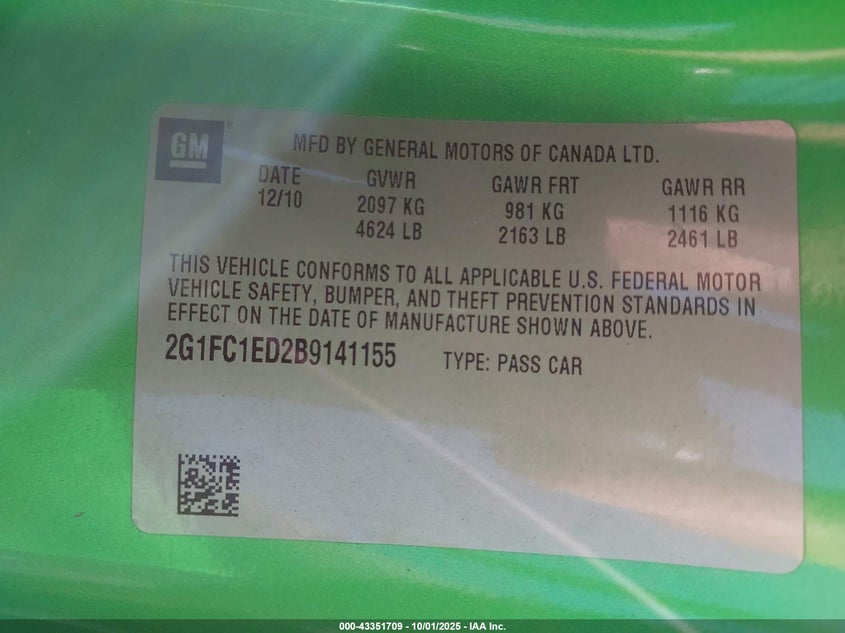 GM®
MFD BY GENERAL MOTORS OF CANADA LTD.
DATE GVWR GAWR FRT GAWR RR
12/10 2097 KG 981 KG 1116 KG
4624 LB 2163 LB 2461 LB
THIS VEHICLE CONFORMS TO ALL APPLICABLE U.S. FEDERAL MOTOR
VEHICLE SAFETY, BUMPER, AND THEFT PREVENTION STANDARDS IN
EFFECT ON THE DATE OF MANUFACTURE SHOWN ABOVE.
2G1FC1ED2B9141155 TYPE: PASS CAR
000-43351709 - 10/01/2025 - IAA Inc.